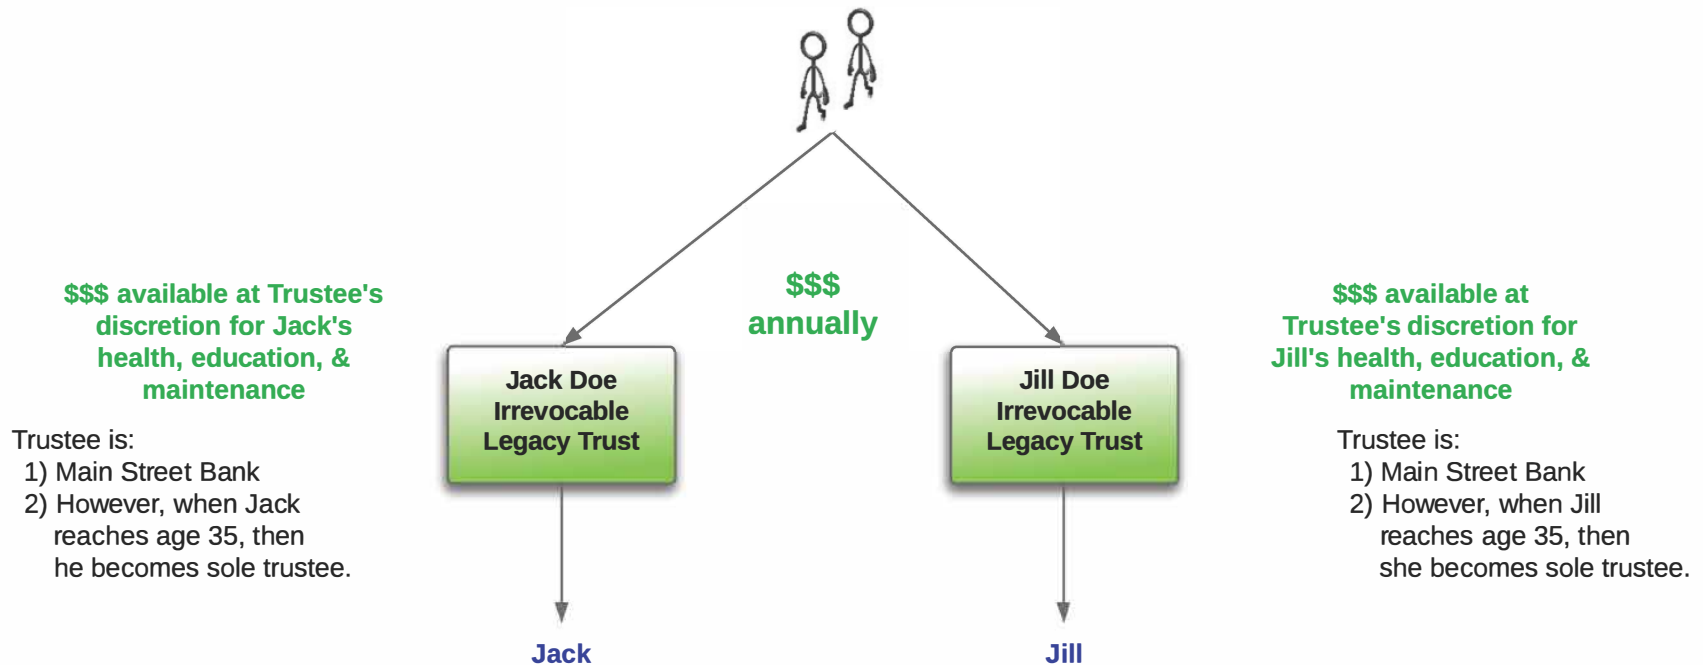 $$$
annually
$$$ available at Trustee's
discretion for Jack's
health, education, &
maintenance
Trustee is:
1) Main Street Bank
2) However, when Jack
reaches age 35, then
he becomes sole trustee.
Jack Doe
Irrevocable
Legacy Trust
Jack
Jill Doe
Irrevocable
Legacy Trust
Jill
$$$ available at
Trustee's discretion for
Jill's health, education, &
maintenance
Trustee is:
1) Main Street Bank
2) However, when Jill
reaches age 35, then
she becomes sole trustee.